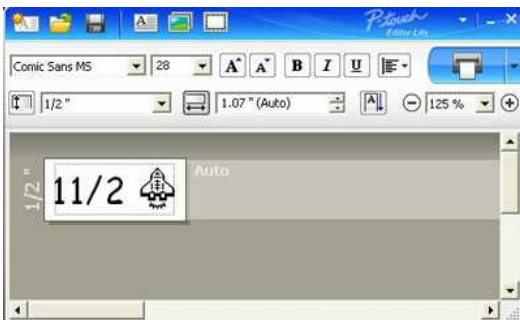 P-touch
Editor Lite
Comic Sans MS 28 A A B I U
1/2 " 1.07 " (Auto) A 125 %
1/2 "
11/2
Auto